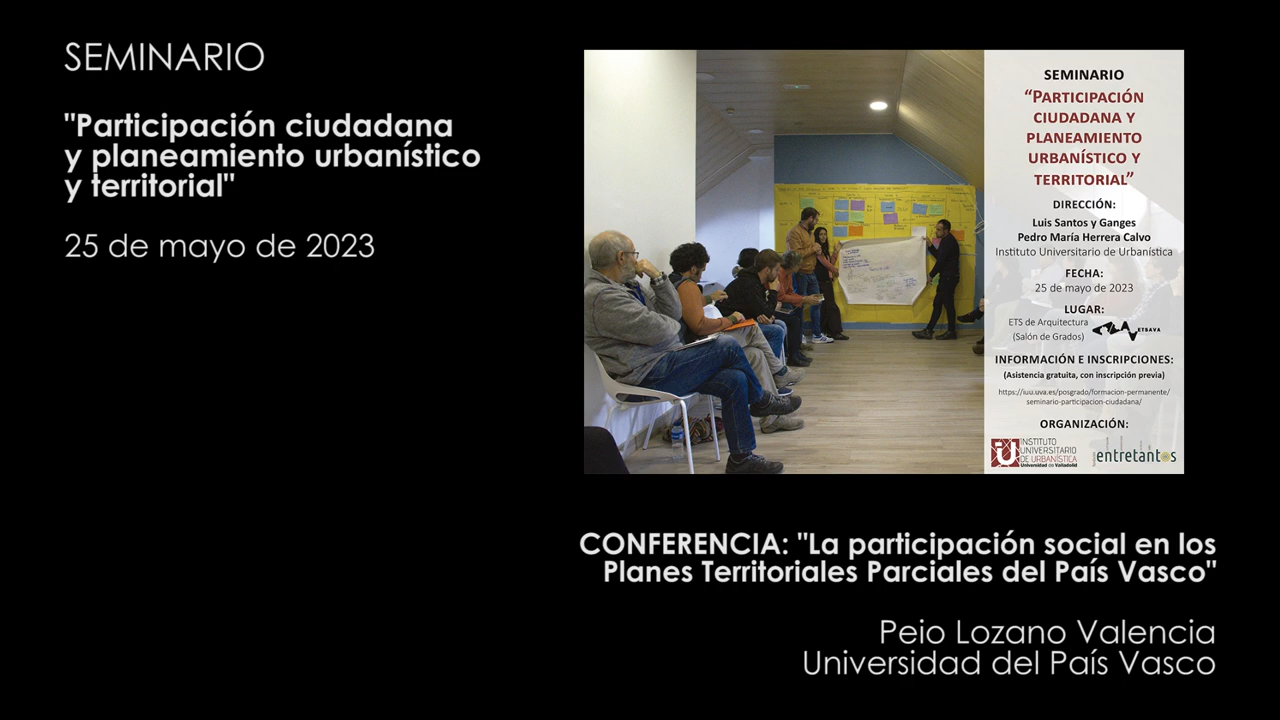 SEMINARIO
"Participación ciudadana
y planeamiento urbanístico
y territorial"
25 de mayo de 2023
SEMINARIO
“PARTICIPACIÓN
CIUDADANA Y
PLANEAMIENTO
URBANÍSTICO Y
TERRITORIAL”
DIRECCIÓN:
Luis Santos y Ganges
Pedro María Herrera Calvo
Instituto Universitario de Urbanística
FECHA:
25 de mayo de 2023
LUGAR:
ETS de Arquitectura
(Salón de Grados)
ETSAVA
INFORMACIÓN E INSCRIPCIONES:
(Asistencia gratuita, con inscripción previa)
https://iuu.uva.es/posgrado/formacion-permanente/
seminario-participacion-ciudadana/
ORGANIZACIÓN:
INSTITUTO
UNIVERSITARIO
DE URBANÍSTICA
Universidad de Valladolid
entretantos
CONFERENCIA: "La participación social en los
Planes Territoriales Parciales del País Vasco"
Peio Lozano Valencia
Universidad del País Vasco